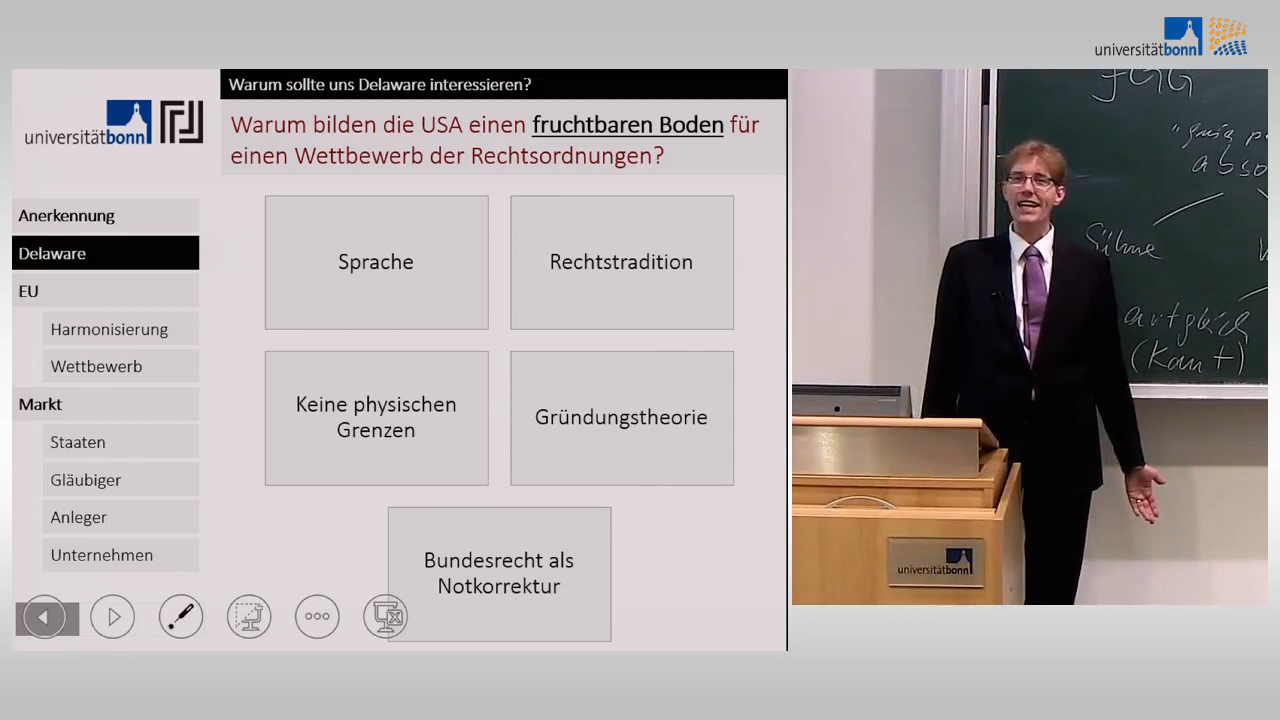 universitätbonn
Warum sollte uns Delaware interessieren?
universitätbonn
Warum bilden die USA einen fruchtbaren Boden für
einen Wettbewerb der Rechtsordnungen?
Anerkennung
Delaware
EU
Harmonisierung
Wettbewerb
Markt
Staaten
Gläubiger
Anleger
Unternehmen
Sprache
Rechtstradition
Keine physischen
Grenzen
Gründungstheorie
Bundesrecht als
Notkorrektur
abso
Sühne
(Kant)
universitätbonn